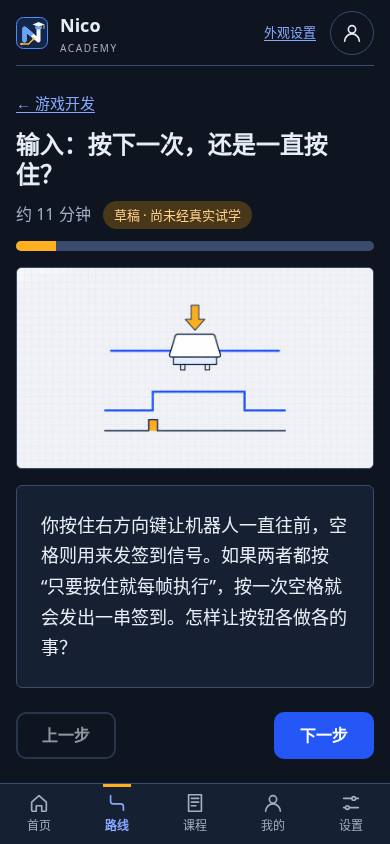 Nico
ACADEMY
外观设置
← 游戏开发
输入：按下一次，还是一直按
住？
约 11 分钟
草稿 · 尚未经真实试学
你按住右方向键让机器人一直往前，空
格则用来发签到信号。如果两者都按
“只要按住就每帧执行”，按一次空格就
会发出一串签到。怎样让按钮各做各的
事？
上一步
下一步
首页
路线
课程
我的
设置